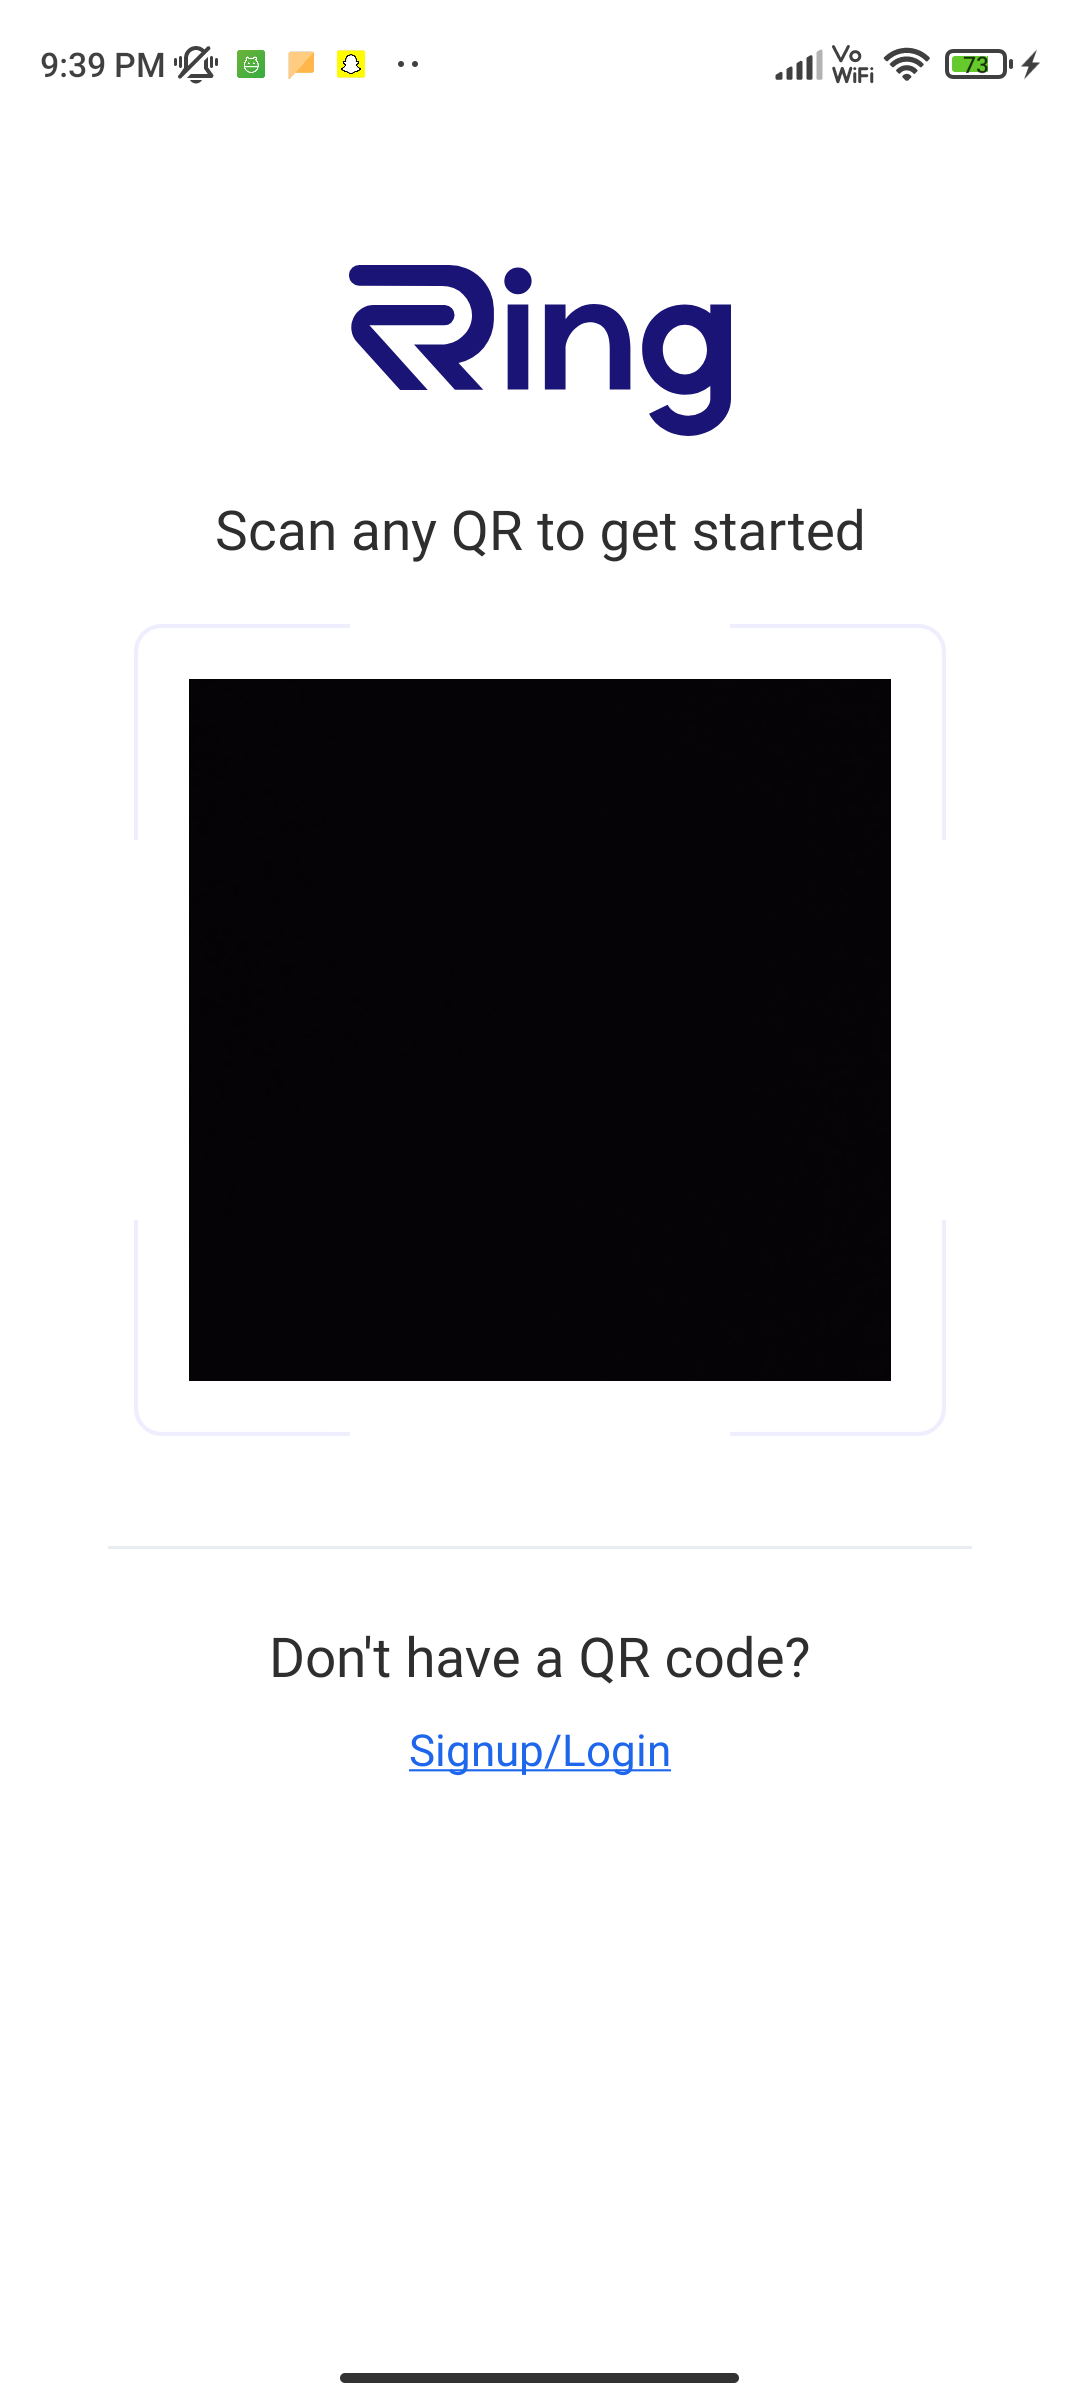 9:39 PM Vo WiFi 73
Ring
Scan any QR to get started
Don't have a QR code?
Signup/Login